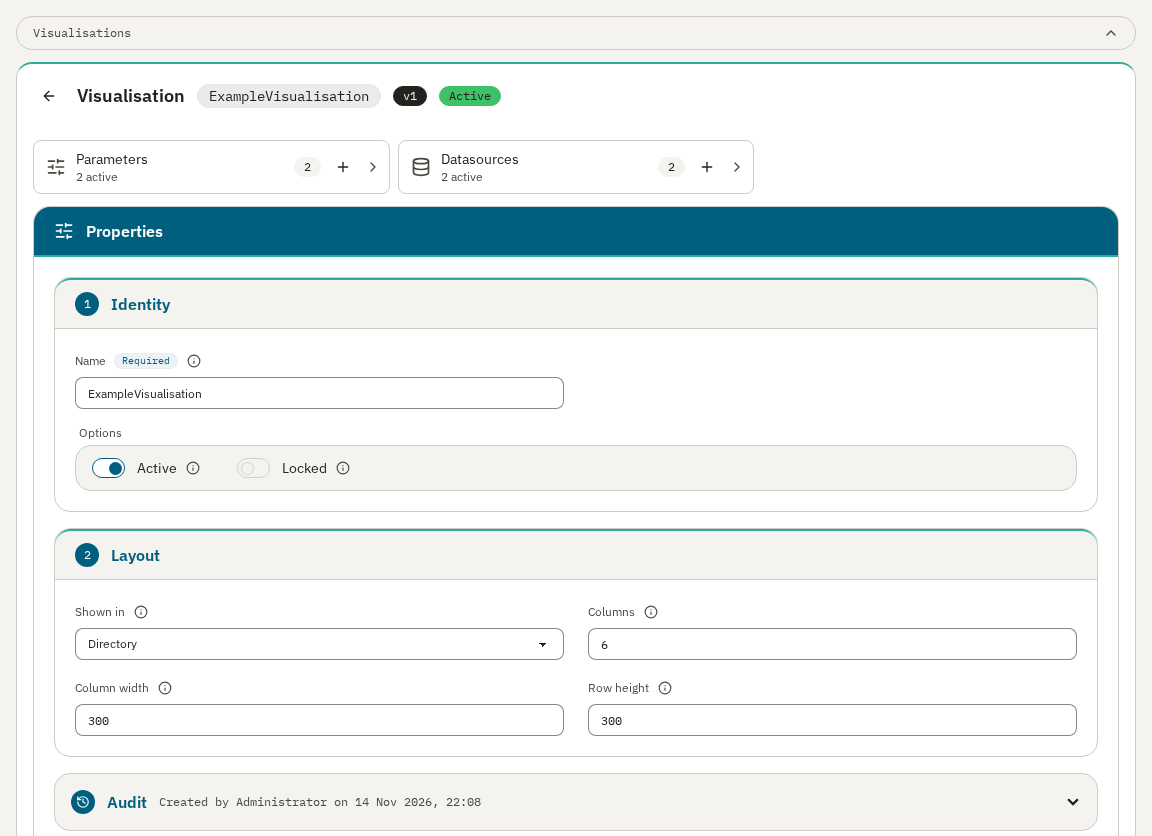 Visualisations
Visualisation ExampleVisualisation v1 Active
Parameters
2 active
2
Datasources
2 active
2
Properties
1 Identity
Name Required
ExampleVisualisation
Options
Active Locked
2 Layout
Shown in
Directory
Columns
6
Column width
300
Row height
300
Audit Created by Administrator on 14 Nov 2026, 22:08